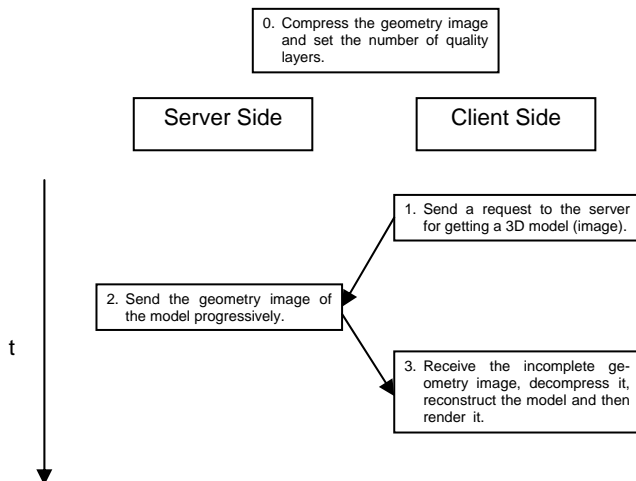 0. Compress the geometry image
and set the number of quality
layers.
Server Side
Client Side
1. Send a request to the server
for getting a 3D model (image).
2. Send the geometry image of
the model progressively.
t
3. Receive the incomplete ge-
ometry image, decompress it,
reconstruct the model and then
render it.